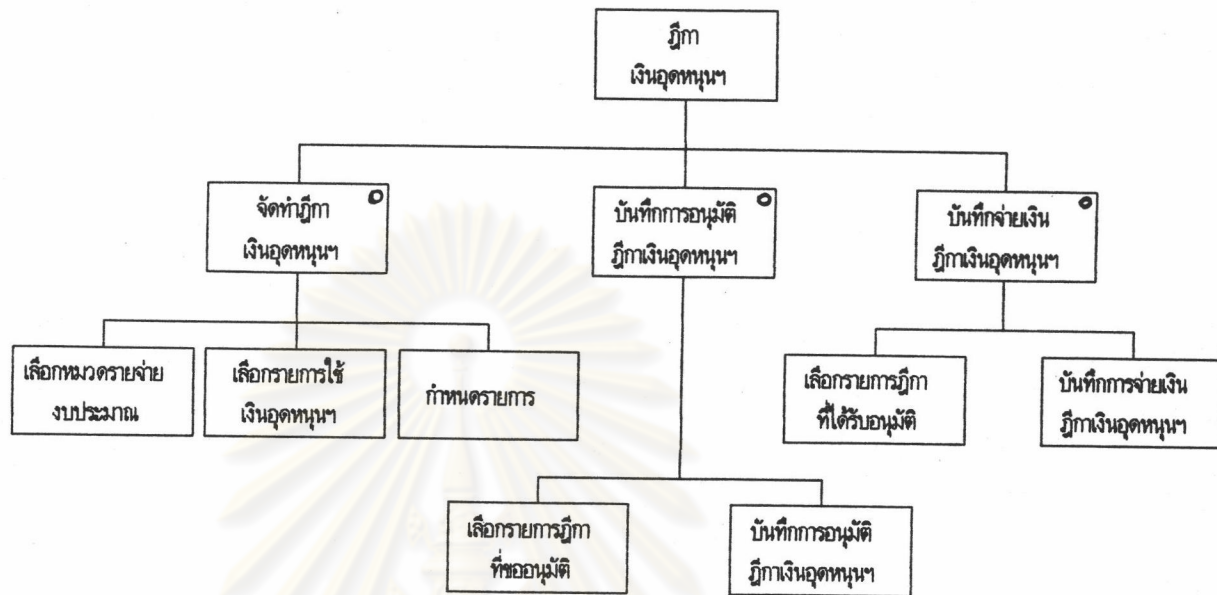 ฎีกา
เงินอุดหนุนฯ
จัดทำฎีกา
เงินอุดหนุนฯ
บันทึกการอนุมัติ
ฎีกาเงินอุดหนุนฯ
บันทึกจ่ายเงิน
ฎีกาเงินอุดหนุนฯ
เลือกหมวดรายจ่าย
งบประมาณ
เลือกรายการใช้
เงินอุดหนุนฯ
กำหนดรายการ
เลือกรายการฎีกา
ที่ได้รับอนุมัติ
บันทึกการจ่ายเงิน
ฎีกาเงินอุดหนุนฯ
เลือกรายการฎีกา
ที่ขออนุมัติ
บันทึกการอนุมัติ
ฎีกาเงินอุดหนุนฯ